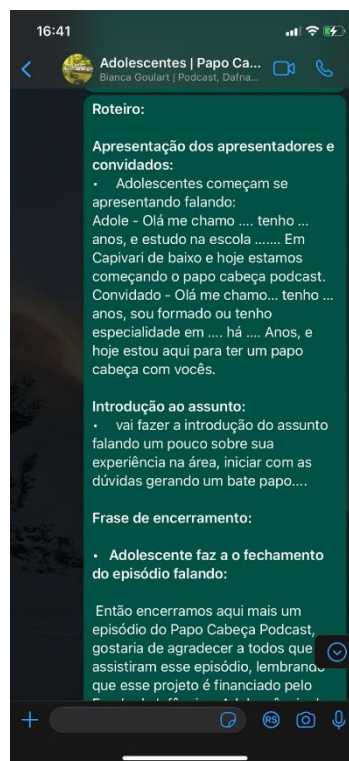 16:41
Adolescentes | Papo Ca...
Bianca Goulart | Podcast, Dafna...
Roteiro:
Apresentação dos apresentadores e
convidados:
• Adolescentes começam se
apresentando falando:
Adole - Olá me chamo .... tenho ...
anos, e estudo na escola ....... Em
Capivari de baixo e hoje estamos
começando o papo cabeça podcast.
Convidado - Olá me chamo... tenho ...
anos, sou formado ou tenho
especialidade em .... há .... Anos, e
hoje estou aqui para ter um papo
cabeça com vocês.
Introdução ao assunto:
• vai fazer a introdução do assunto
falando um pouco sobre sua
experiência na área, iniciar com as
dúvidas gerando um bate papo....
Frase de encerramento:
• Adolescente faz a o fechamento
do episódio falando:
Então encerramos aqui mais um
episódio do Papo Cabeça Podcast,
gostaria de agradecer a todos que
assistiram esse episódio, lembrando
que esse projeto é financiado pelo
R$